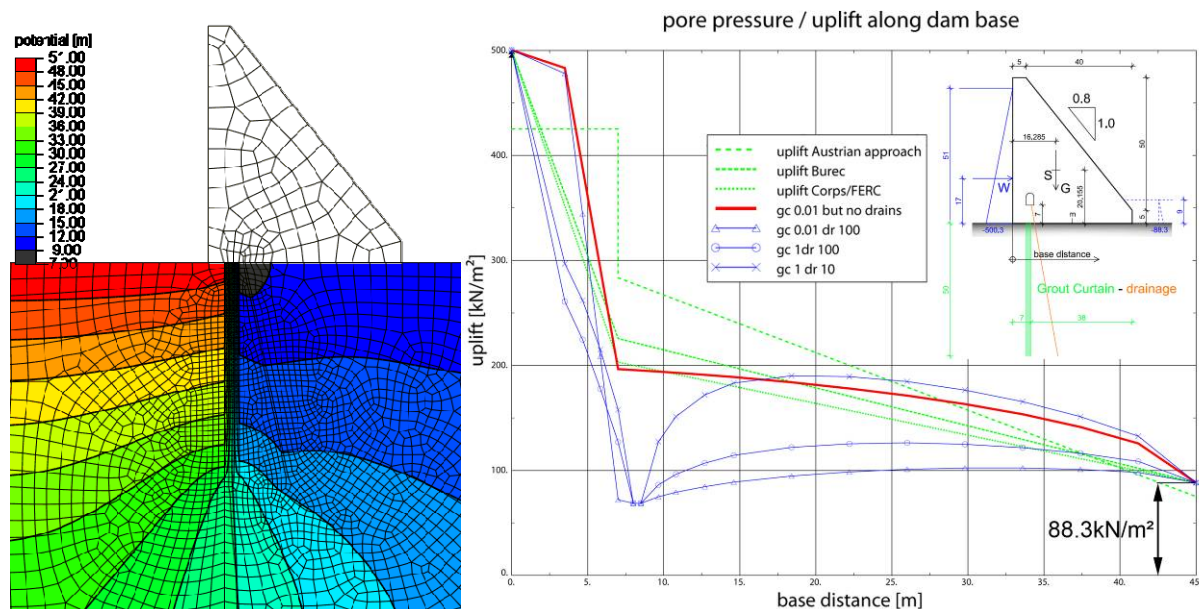 potential [m]
51.00
48.00
45.00
42.00
39.00
36.00
33.00
30.00
27.00
24.00
21.00
18.00
15.00
12.00
9.00
7.00
pore pressure / uplift along dam base
uplift [kN/m²]
500.
400.
300.
200.
100.
0.
5.
10.
15.
20.
25.
30.
35.
40.
45
base distance [m]
uplift Austrian approach
uplift Burec
uplift Corps/FERC
gc 0.01 but no drains
gc 0.01 dr 100
gc 1dr 100
gc 1 dr 10
88.3kN/m²
5
40
0.8
1.0
16,285
51
50
S
G
W
20,155
17
7
3
5
9
-500,3
-88.3
base distance
Grout Curtain - drainage
50
7
38